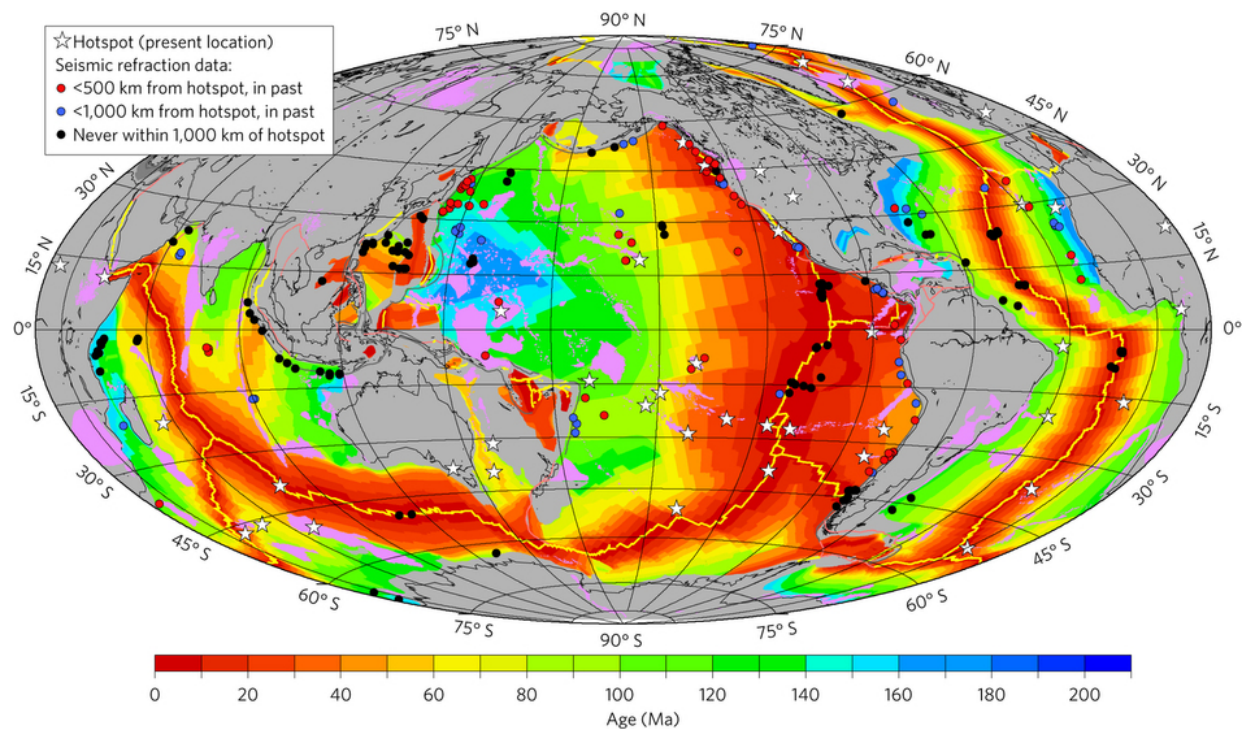 90° N
75° N
75° N
60° N
45° N
30° N
15° N
0°
15° S
30° S
45° S
60° S
75° S
90° S
75° S
60° S
45° S
30° S
15° S
0°
15° N
30° N
☆ Hotspot (present location)
Seismic refraction data:
● <500 km from hotspot, in past
● <1,000 km from hotspot, in past
● Never within 1,000 km of hotspot
0 20 40 60 80 100 120 140 160 180 200
Age (Ma)